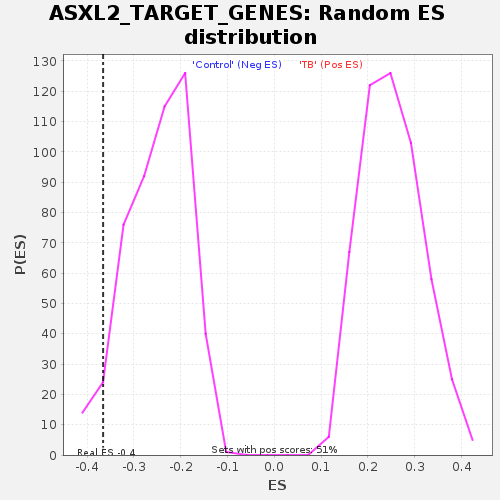 ASXL2_TARGET_GENES: Random ES
distribution
'Control' (Neg ES) 'TB' (Pos ES)
130
120
110
100
90
80
70
60
50
40
30
20
10
0
P(ES)
Real ES -0.4
Sets with pos scores: 51%
-0.4 -0.3 -0.2 -0.1 0.0 0.1 0.2 0.3 0.4
ES